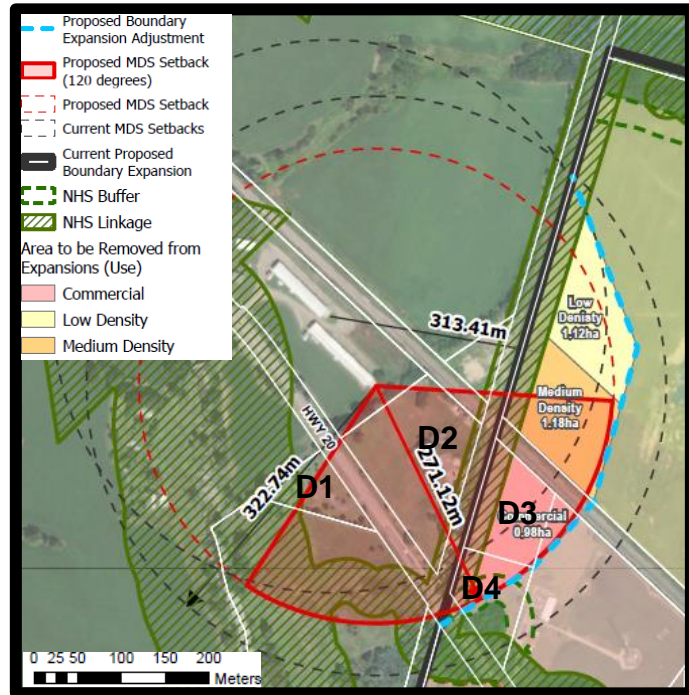 Proposed Boundary
Expansion Adjustment
Proposed MDS Setback
(120 degrees)
Proposed MDS Setback
Current MDS Setbacks
Current Proposed
Boundary Expansion
NHS Buffer
NHS Linkage
Area to be Removed from
Expansions (Use)
Commercial
Low Density
Medium Density
Low
Denisty
1.12ha
313.41m
Medium
Density
1.18ha
HWY 20
D2
D1
322.74m
271.12m
D3
Commercial
0.98ha
D4
0 25 50 100 150 200
Meters